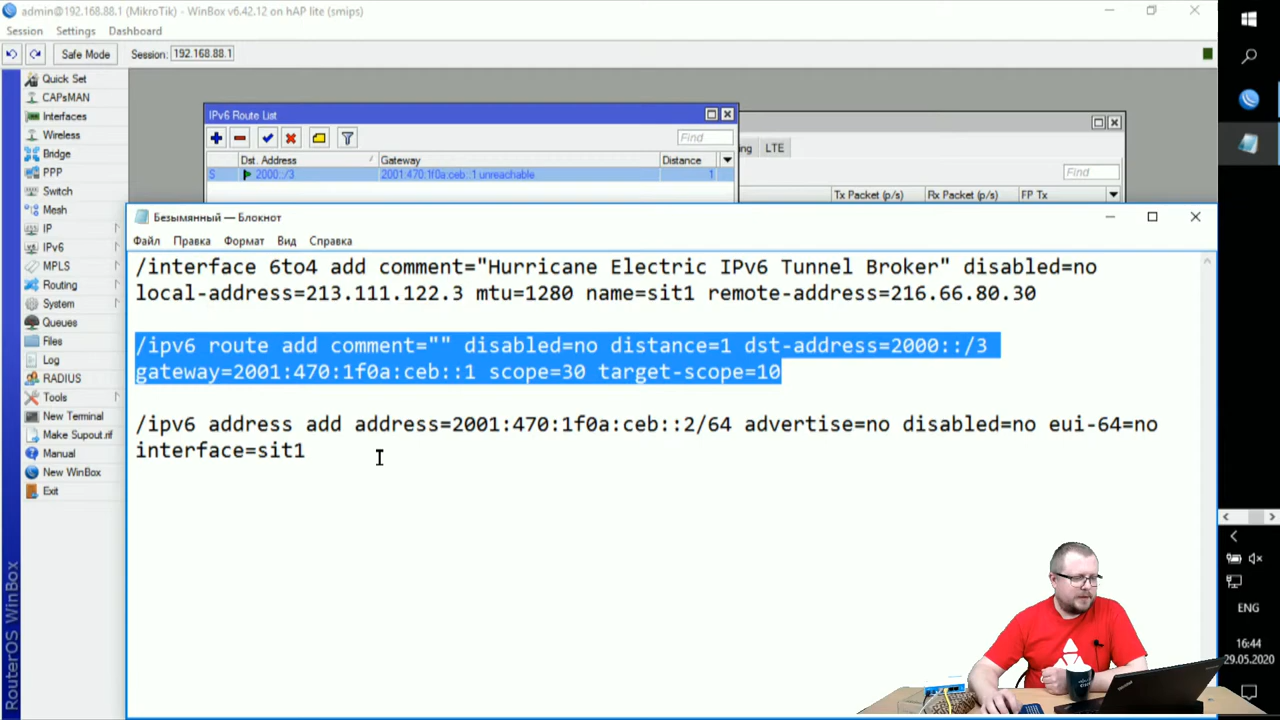 admin@192.168.88.1 (MikroTik) - WinBox v6.42.12 on hAP lite (smips)
Session Settings Dashboard
Safe Mode Session: 192.168.88.1
Quick Set
CAPsMAN
Interfaces
Wireless
Bridge
PPP
Switch
Mesh
IP
IPv6
MPLS
Routing
System
Queues
Files
Log
RADIUS
Tools
New Terminal
Make Supout.rif
Manual
New WinBox
Exit
RouterOS WinBox
IPv6 Route List
Find
Dst. Address Gateway Distance
S 2000::/3 2001:470:1f0a:ceb::1 unreachable 1
ng LTE
Find
Tx Packet (p/s) Rx Packet (p/s) FP Tx
Безымянный — Блокнот
Файл Правка Формат Вид Справка
/interface 6to4 add comment="Hurricane Electric IPv6 Tunnel Broker" disabled=no
local-address=213.111.122.3 mtu=1280 name=sit1 remote-address=216.66.80.30
/ipv6 route add comment="" disabled=no distance=1 dst-address=2000::/3
gateway=2001:470:1f0a:ceb::1 scope=30 target-scope=10
/ipv6 address add address=2001:470:1f0a:ceb::2/64 advertise=no disabled=no eui-64=no
interface=sit1
ENG
16:44
29.05.2020